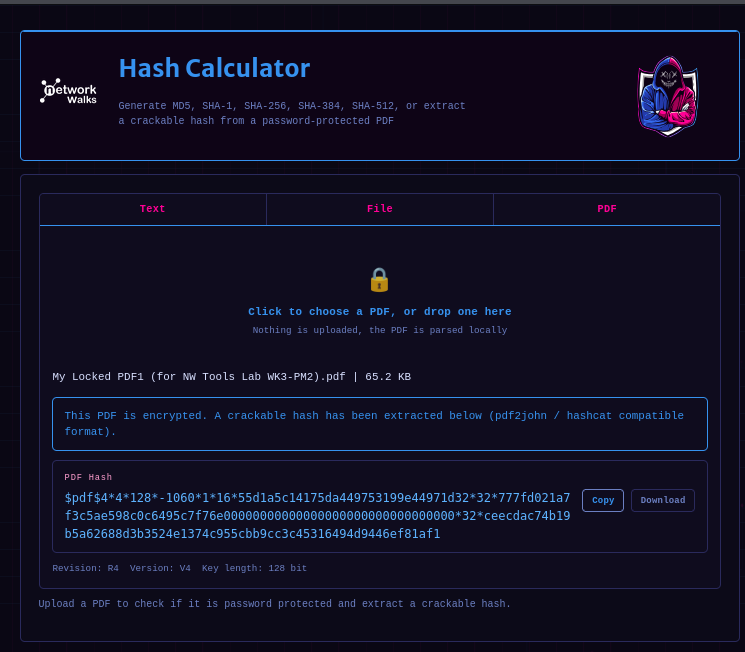 network
Walks
Hash Calculator
Generate MD5, SHA-1, SHA-256, SHA-384, SHA-512, or extract
a crackable hash from a password-protected PDF
Text
File
PDF
Click to choose a PDF, or drop one here
Nothing is uploaded, the PDF is parsed locally
My Locked PDF1 (for NW Tools Lab WK3-PM2).pdf | 65.2 KB
This PDF is encrypted. A crackable hash has been extracted below (pdf2john / hashcat compatible
format).
PDF Hash
$pdf$4*4*128*-1060*1*16*55d1a5c14175da449753199e44971d32*32*777fd021a7
f3c5ae598c0c6495c7f76e00000000000000000000000000000000*32*ceecdac74b19
b5a62688d3b3524e1374c955cbb9cc3c45316494d9446ef81af1
Copy
Download
Revision: R4 Version: V4 Key length: 128 bit
Upload a PDF to check if it is password protected and extract a crackable hash.